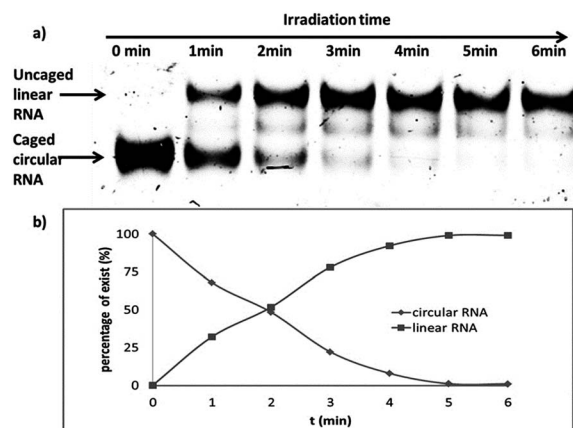 a)
Irradiation time
0 min 1min 2min 3min 4min 5min 6min
Uncaged
linear
RNA
Caged
circular
RNA
b)
percentage of exist (%)
100
75
50
25
0
circular RNA
linear RNA
0 1 2 3 4 5 6
t (min)